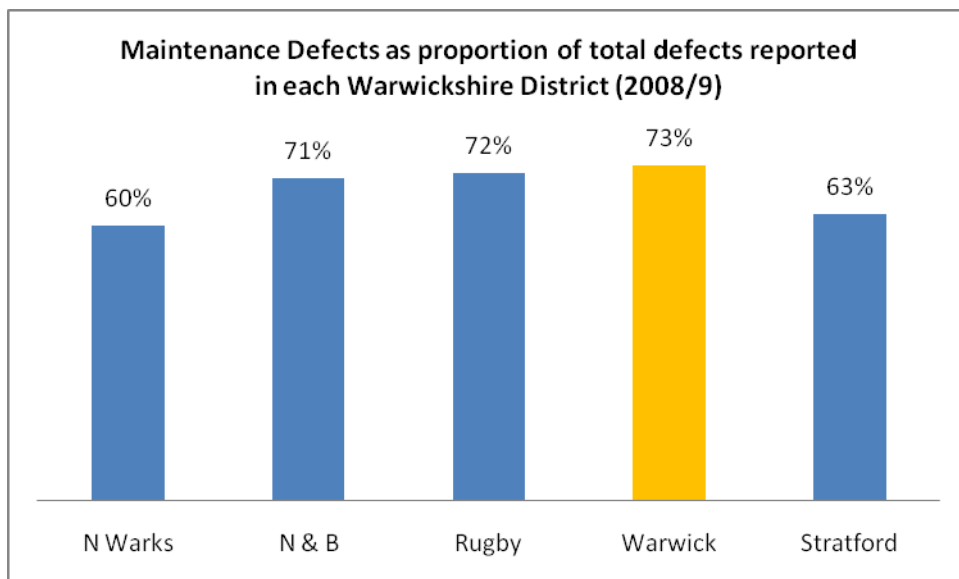 Maintenance Defects as proportion of total defects reported
in each Warwickshire District (2008/9)
60%
71%
72%
73%
63%
N Warks
N & B
Rugby
Warwick
Stratford